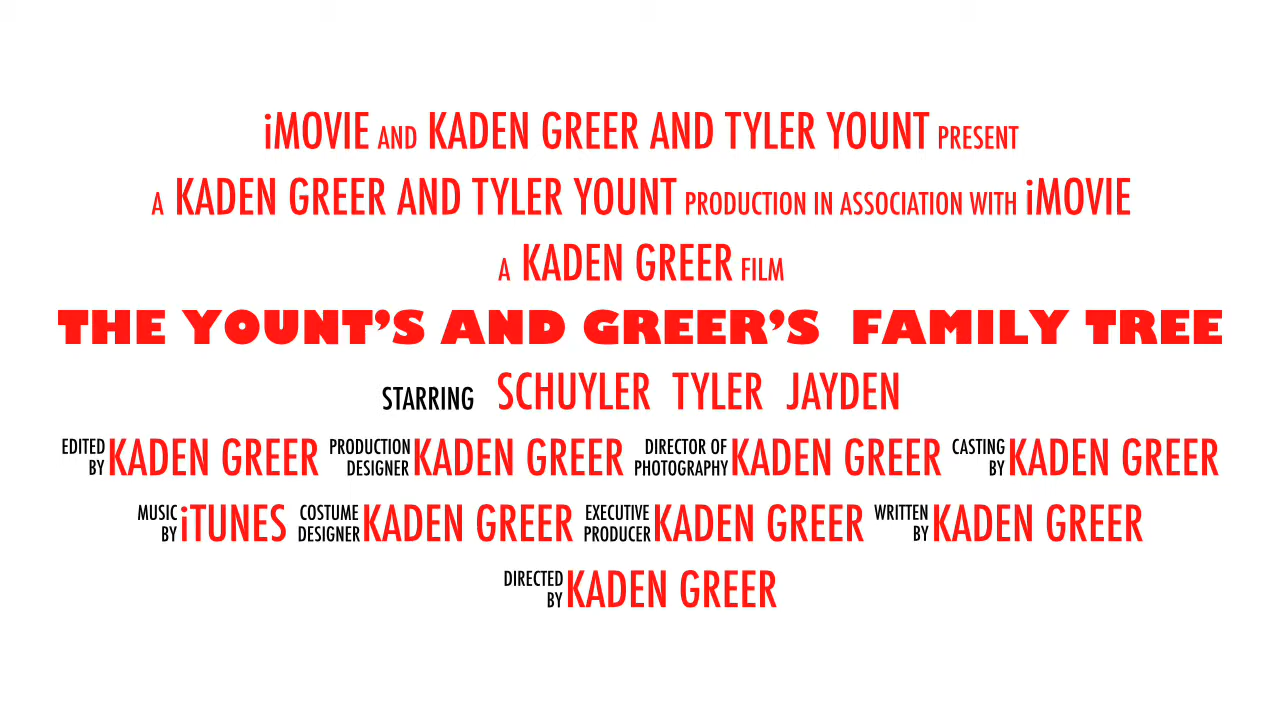 iMOVIE AND KADEN GREER AND TYLER YOUNT PRESENT
A KADEN GREER AND TYLER YOUNT PRODUCTION IN ASSOCIATION WITH iMOVIE
A KADEN GREER FILM
THE YOUNT'S AND GREER'S FAMILY TREE
STARRING SCHUYLER TYLER JAYDEN
EDITED BY KADEN GREER PRODUCTION DESIGNER KADEN GREER DIRECTOR OF PHOTOGRAPHY KADEN GREER CASTING BY KADEN GREER
MUSIC BY iTUNES COSTUME DESIGNER KADEN GREER EXECUTIVE PRODUCER KADEN GREER WRITTEN BY KADEN GREER
DIRECTED BY KADEN GREER